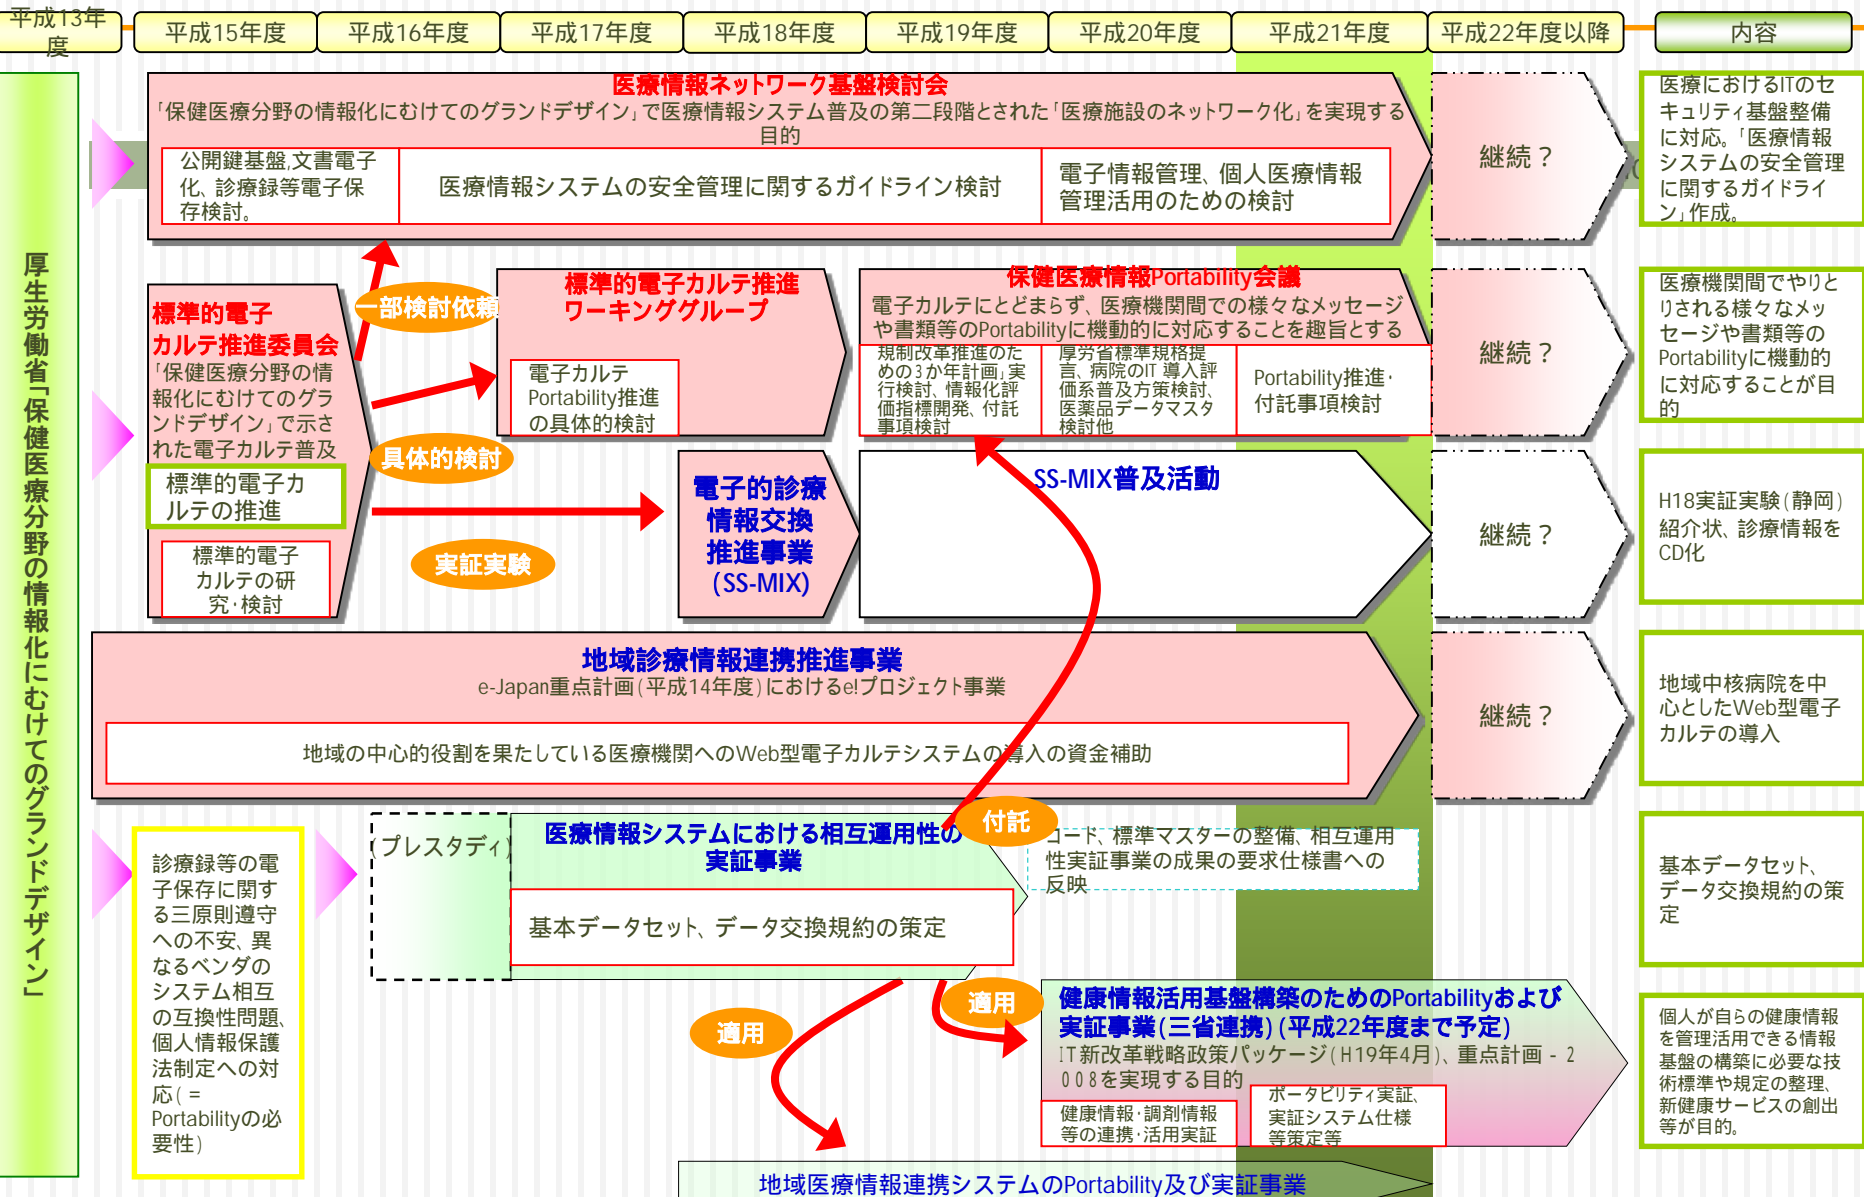 平成13年
度
平成15年度
平成16年度
平成17年度
平成18年度
平成19年度
平成20年度
平成21年度
平成22年度以降
内容
厚生労働省「保健医療分野の情報化にむけてのグランドデザイン」
医療情報ネットワーク基盤検討会
「保健医療分野の情報化にむけてのグランドデザイン」で医療情報システム普及の第二段階とされた「医療施設のネットワーク化」を実現する
目的
公開鍵基盤,文書電子
化、診療録等電子保
存検討。
医療情報システムの安全管理に関するガイドライン検討
電子情報管理、個人医療情報
管理活用のための検討
継続？
医療におけるITのセ
キュリティ基盤整備
に対応。「医療情報
システムの安全管理
に関するガイドライ
ン」作成。
標準的電子
カルテ推進委員会
「保健医療分野の情
報化にむけてのグラ
ンドデザイン」で示さ
れた電子カルテ普及
標準的電子カ
ルテの推進
標準的電子
カルテの研
究・検討
一部検討依頼
具体的検討
実証実験
標準的電子カルテ推進
ワーキンググループ
電子カルテ
Portability推進
の具体的検討
保健医療情報Portability会議
電子カルテにとどまらず、医療機関間での様々なメッセージ
や書類等のPortabilityに機動的に対応することを趣旨とする
規制改革推進のた
めの3か年計画」実
行検討、情報化評
価指標開発、付託
事項検討
厚労省標準規格提
言、病院のIT導入評
価系普及方策検討、
医薬品データマスタ
検討他
Portability推進・
付託事項検討
継続？
医療機関間でやりと
りされる様々なメッ
セージや書類等の
Portabilityに機動的
に対応することが目
的
電子的診療
情報交換
推進事業
(SS-MIX)
SS-MIX普及活動
継続？
H18実証実験(静岡)
紹介状、診療情報を
CD化
地域診療情報連携推進事業
e-Japan重点計画(平成14年度)におけるe!プロジェクト事業
地域の中心的役割を果たしている医療機関へのWeb型電子カルテシステムの導入の資金補助
継続？
地域中核病院を中
心としたWeb型電子
カルテの導入
診療録等の電
子保存に関す
る三原則遵守
への不安、異
なるベンダの
システム相互
の互換性問題、
個人情報保護
法制定への対
応(=
Portabilityの必
要性)
(プレスタディ)
医療情報システムにおける相互運用性の
実証事業
基本データセット、データ交換規約の策定
付託
コード、標準マスターの整備、相互運用
性実証事業の成果の要求仕様書への
反映
基本データセット、
データ交換規約の策
定
適用
適用
健康情報活用基盤構築のためのPortabilityおよび
実証事業(三省連携)(平成22年度まで予定)
IT新改革戦略政策パッケージ(H19年4月)、重点計画-2
008を実現する目的
健康情報・調剤情報
等の連携・活用実証
ポータビリティ実証、
実証システム仕様
等策定等
個人が自らの健康情報
を管理活用できる情報
基盤の構築に必要な技
術標準や規定の整理、
新健康サービスの創出
等が目的。
地域医療情報連携システムのPortability及び実証事業